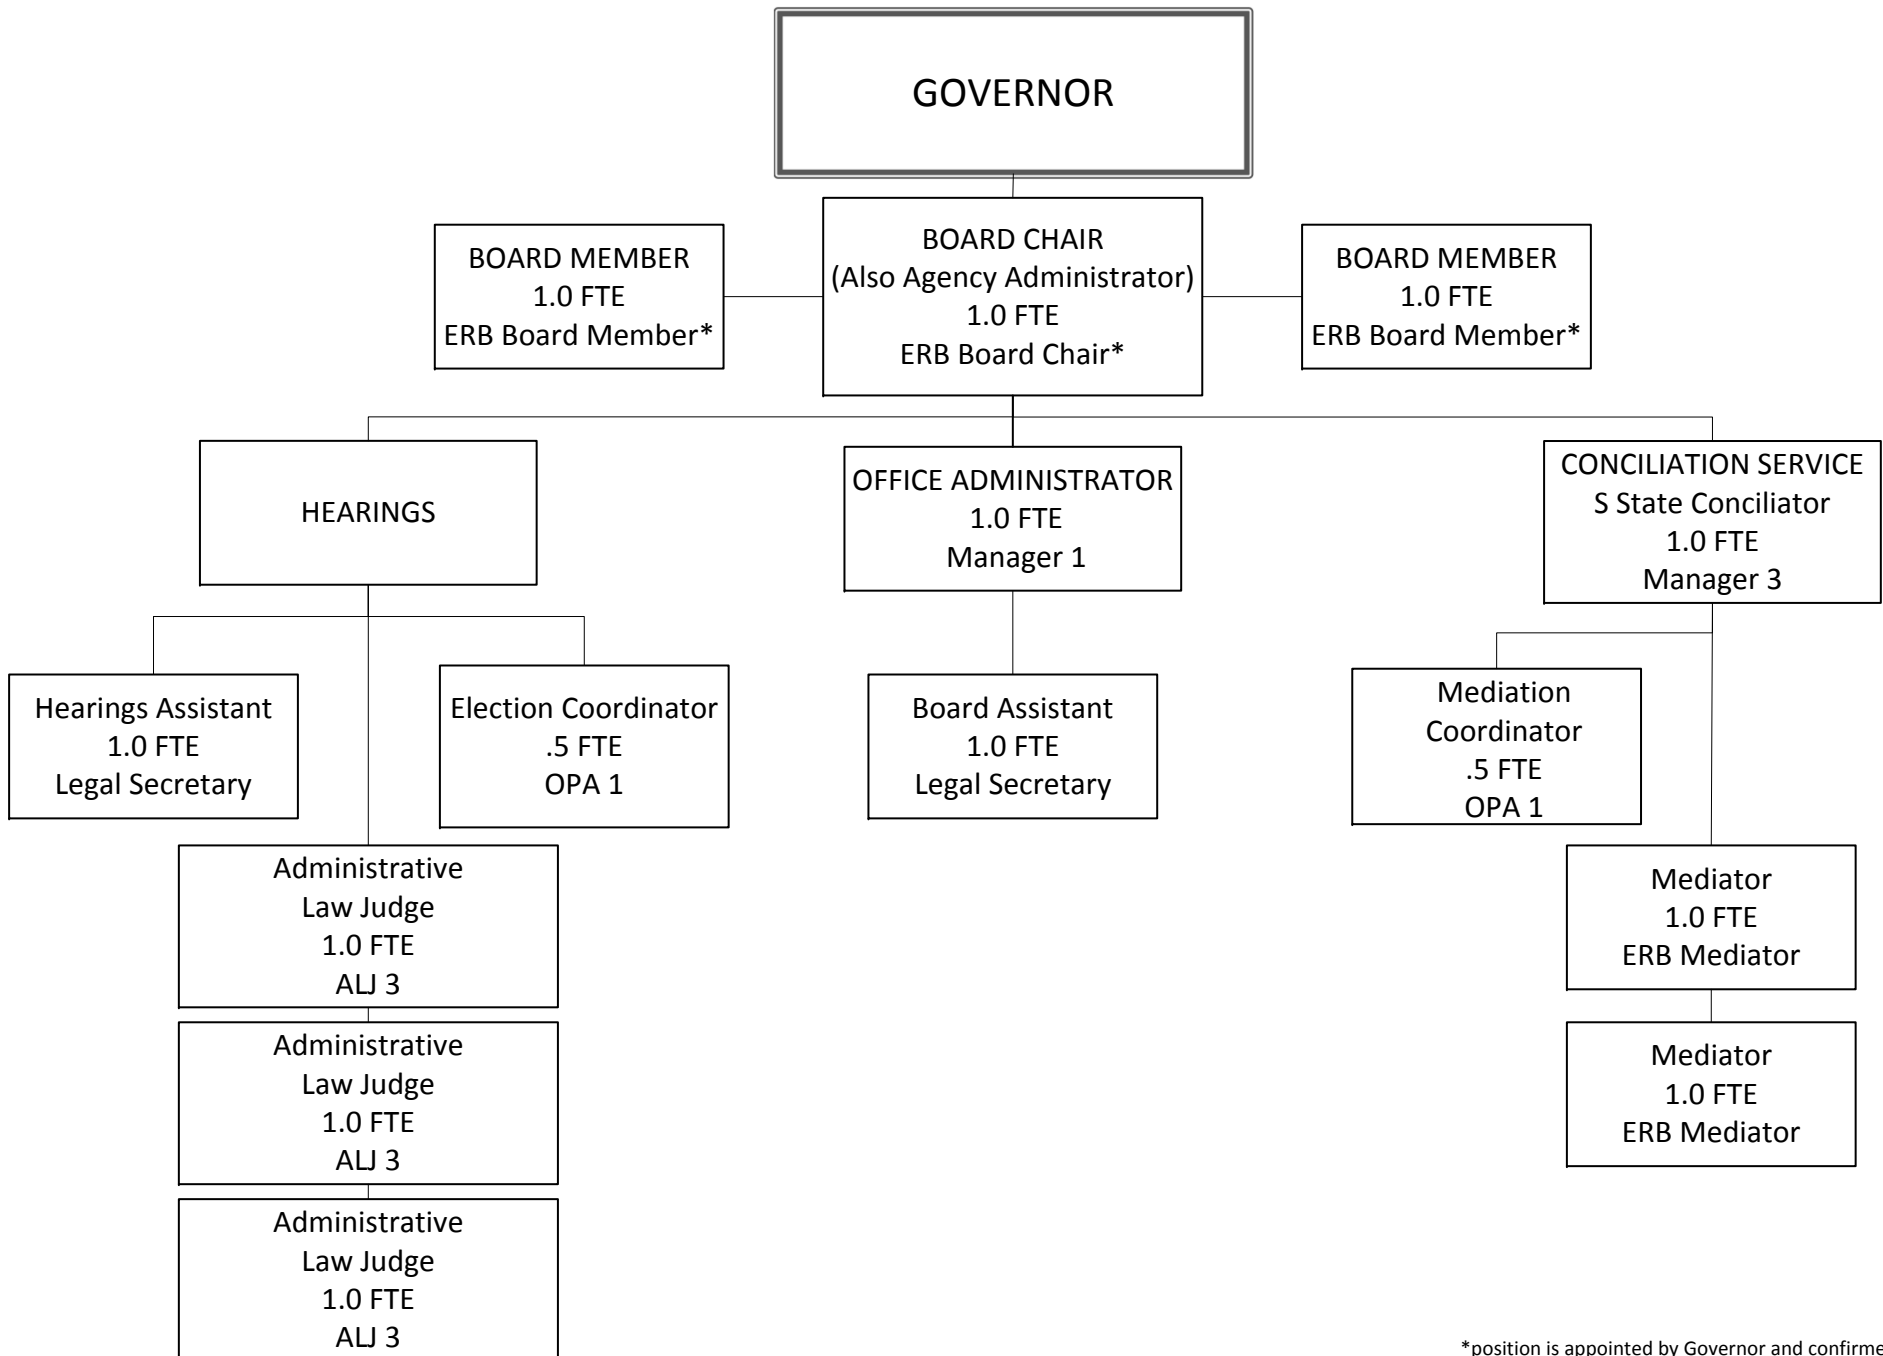 GOVERNOR
BOARD MEMBER
1.0 FTE
ERB Board Member*
BOARD CHAIR
(Also Agency Administrator)
1.0 FTE
ERB Board Chair*
BOARD MEMBER
1.0 FTE
ERB Board Member*
HEARINGS
OFFICE ADMINISTRATOR
1.0 FTE
Manager 1
CONCILIATION SERVICE
S State Conciliator
1.0 FTE
Manager 3
Hearings Assistant
1.0 FTE
Legal Secretary
Election Coordinator
.5 FTE
OPA 1
Board Assistant
1.0 FTE
Legal Secretary
Mediation
Coordinator
.5 FTE
OPA 1
Administrative
Law Judge
1.0 FTE
ALJ 3
Mediator
1.0 FTE
ERB Mediator
Administrative
Law Judge
1.0 FTE
ALJ 3
Mediator
1.0 FTE
ERB Mediator
Administrative
Law Judge
1.0 FTE
ALJ 3
*position is appointed by Governor and